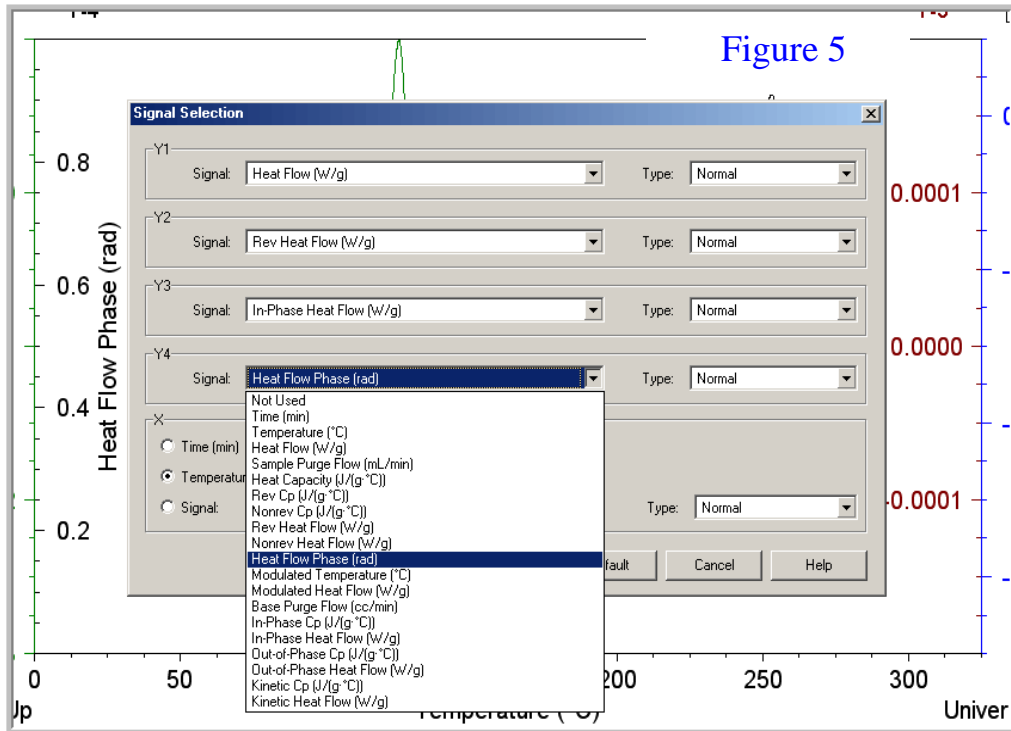 Figure 5
Signal Selection
Y1
Signal: Heat Flow (W/g) Type: Normal
Y2
Signal: Rev Heat Flow (W/g) Type: Normal
Y3
Signal: In-Phase Heat Flow (W/g) Type: Normal
Y4
Signal: Heat Flow Phase (rad) Type: Normal
Not Used
Time (min)
Temperature (°C)
Heat Flow (W/g)
Sample Purge Flow (mL/min)
Heat Capacity (J/(g·°C))
Rev Cp (J/(g·°C))
Nonrev Cp (J/(g·°C))
Rev Heat Flow (W/g)
Nonrev Heat Flow (W/g)
Heat Flow Phase (rad)
Modulated Temperature (°C)
Modulated Heat Flow (W/g)
Base Purge Flow (cc/min)
In-Phase Cp (J/(g·°C))
In-Phase Heat Flow (W/g)
Out-of-Phase Cp (J/(g·°C))
Out-of-Phase Heat Flow (W/g)
Kinetic Cp (J/(g·°C))
Kinetic Heat Flow (W/g)
X
Time (min)
Temperatur
Signal: Type: Normal
fault Cancel Help
Heat Flow Phase (rad)
0.8
0.6
0.4
0.2
0.0001
0.0000
-0.0001
0 50 200 250 300
Up Temperature (°C) Univer